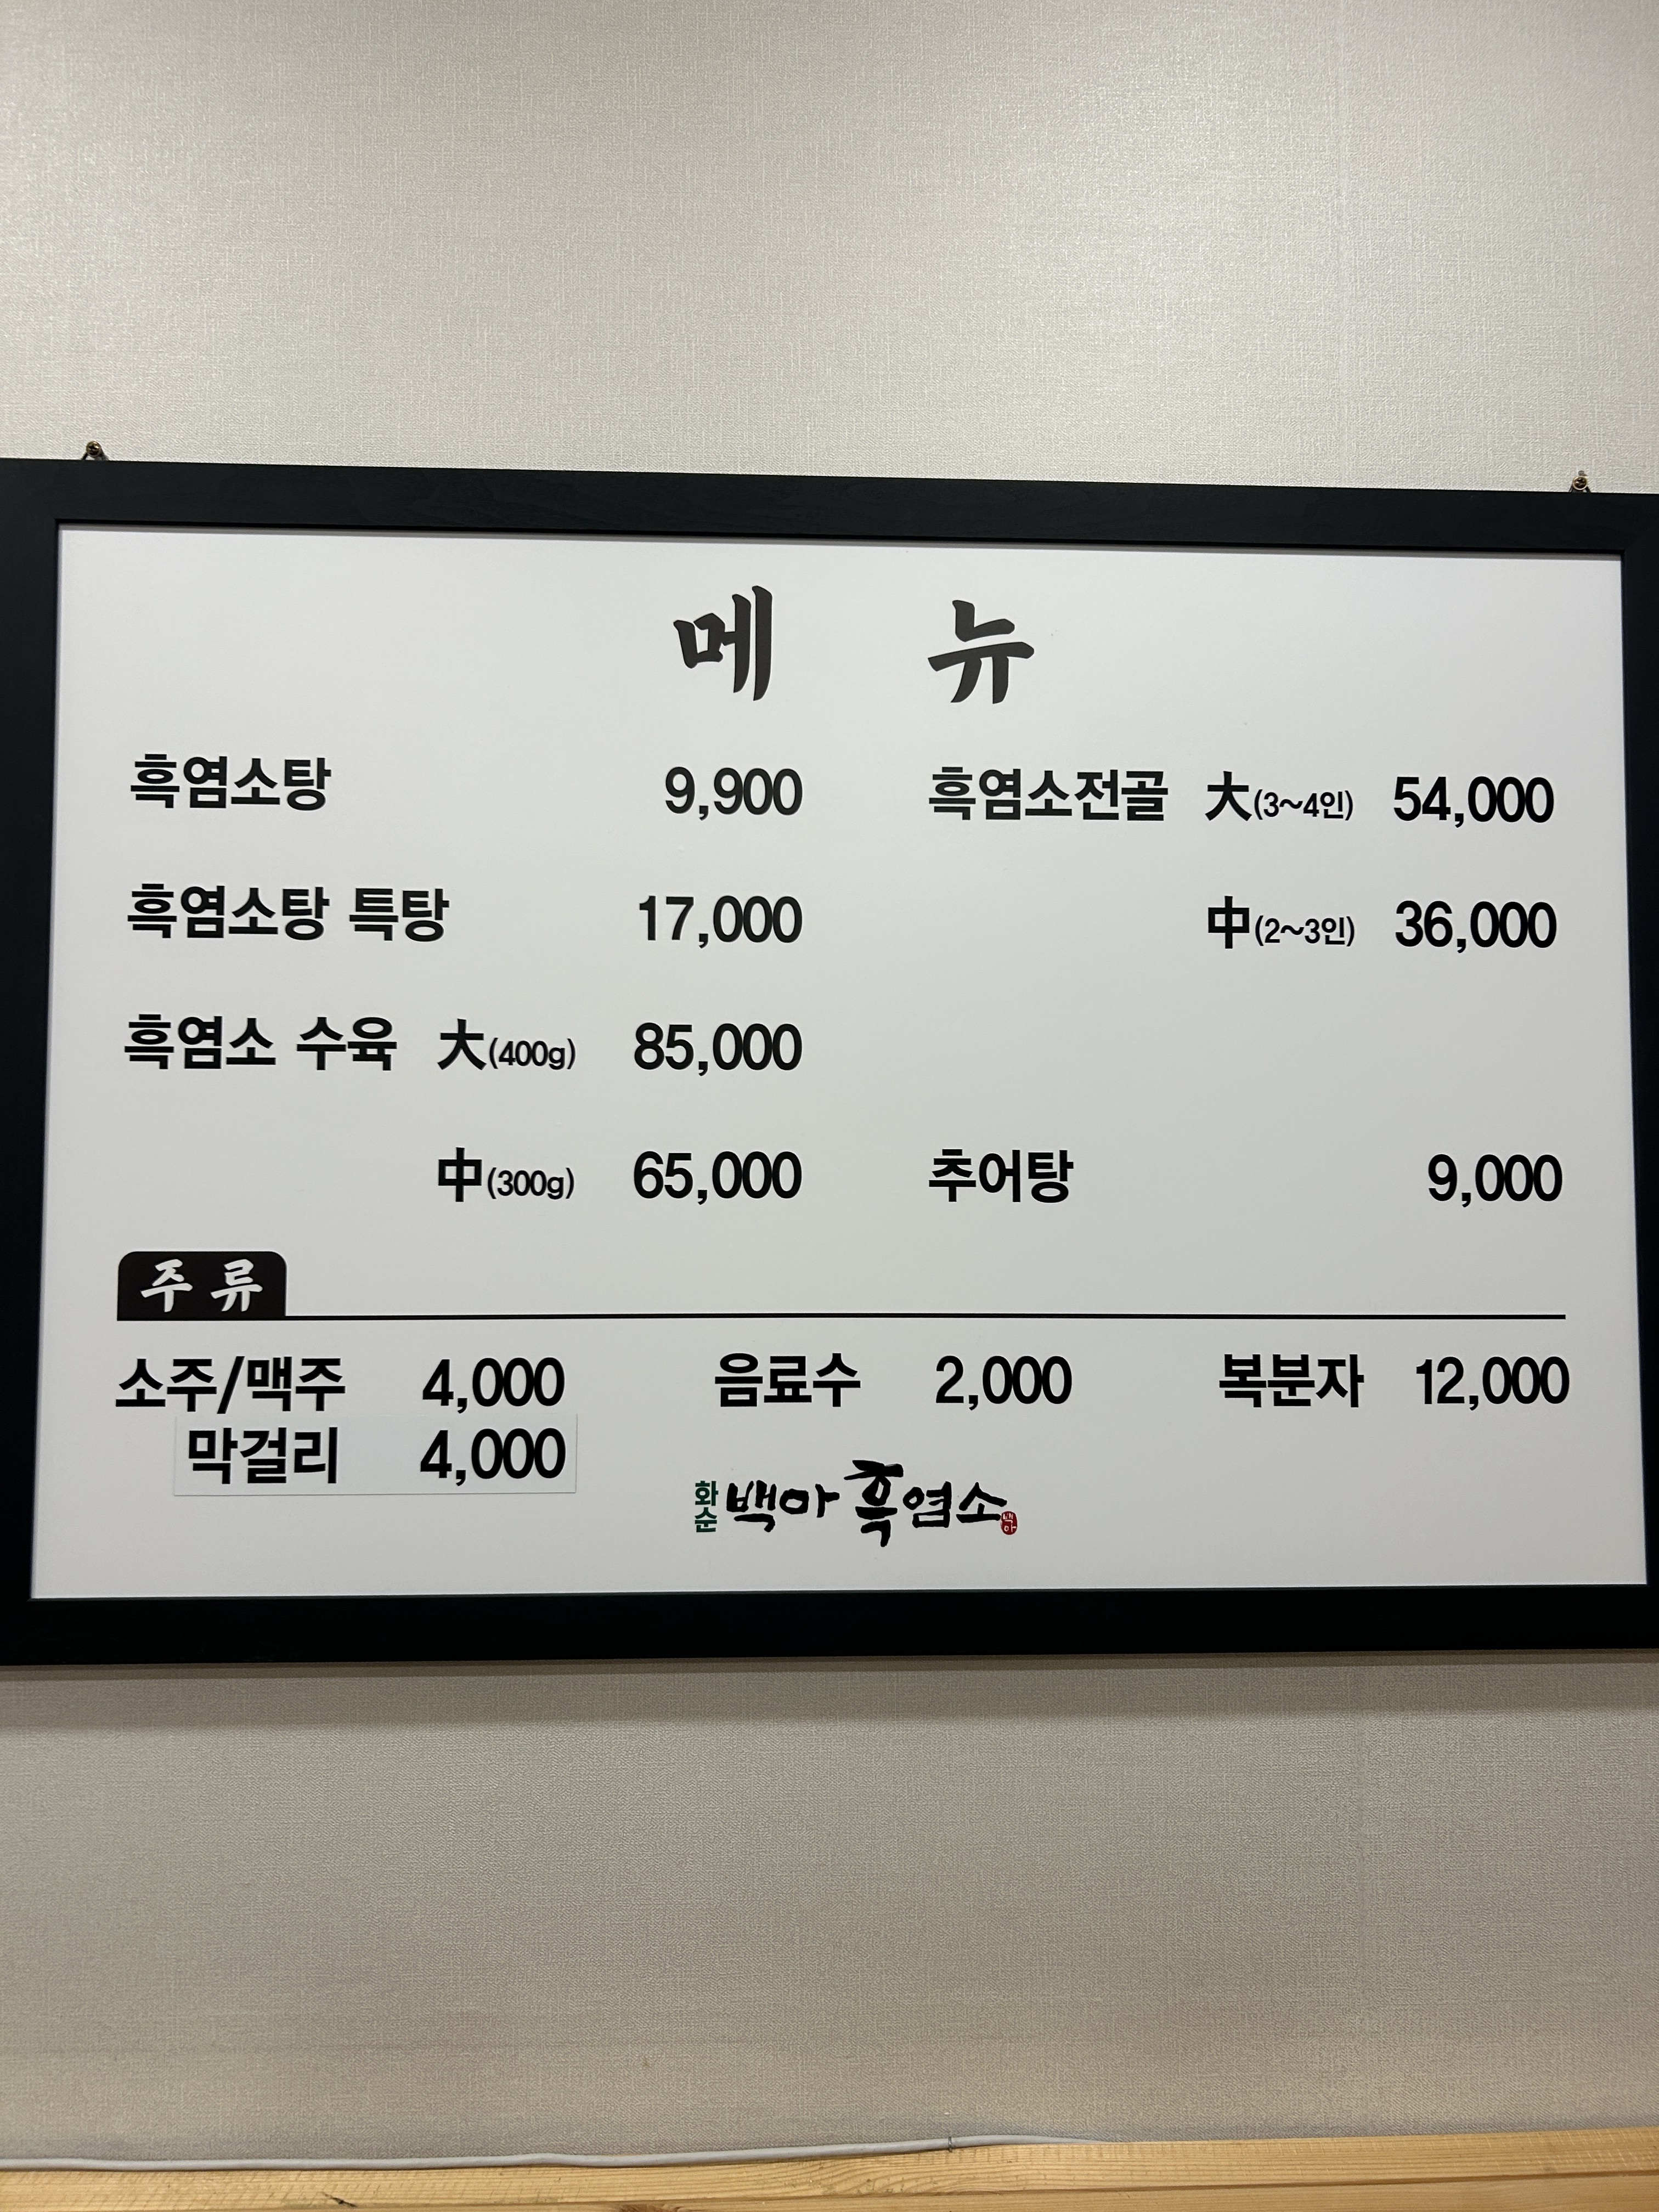 메 뉴
흑염소탕 9,900
흑염소탕 특탕 17,000
흑염소 수육 大(400g) 85,000
中(300g) 65,000
흑염소전골 大(3~4인) 54,000
中(2~3인) 36,000
추어탕 9,000
주류
소주/맥주 4,000
막걸리 4,000
음료수 2,000
복분자 12,000
화순 백아 흑염소 백아